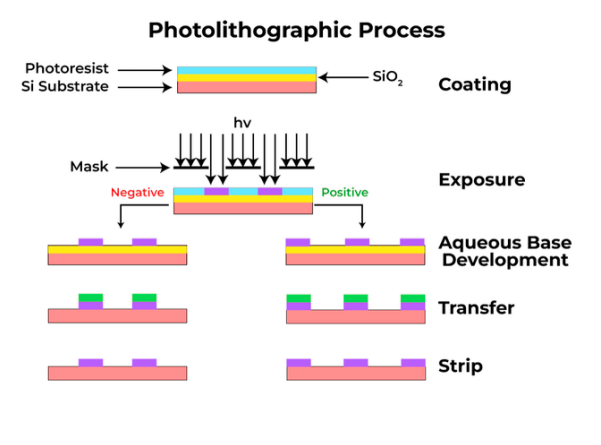 Photolithographic Process
Photoresist
Si Substrate
SiO₂
Coating
hv
Mask
Exposure
Negative
Positive
Aqueous Base
Development
Transfer
Strip